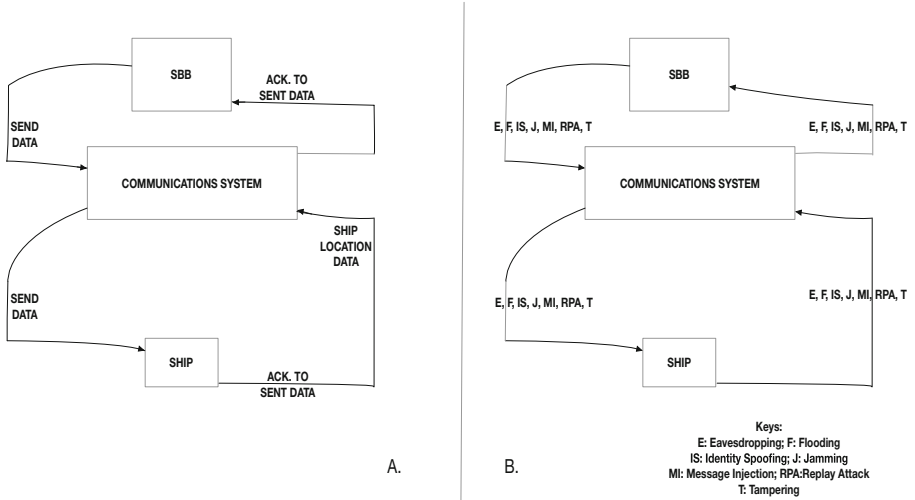 SBB
ACK. TO
SENT DATA
SEND
DATA
COMMUNICATIONS SYSTEM
SHIP
LOCATION
DATA
SEND
DATA
SHIP
ACK. TO
SENT DATA
A.
SBB
E, F, IS, J, MI, RPA, T
E, F, IS, J, MI, RPA, T
COMMUNICATIONS SYSTEM
E, F, IS, J, MI, RPA, T
E, F, IS, J, MI, RPA, T
SHIP
B.
Keys:
E: Eavesdropping; F: Flooding
IS: Identity Spoofing; J: Jamming
MI: Message Injection; RPA:Replay Attack
T: Tampering